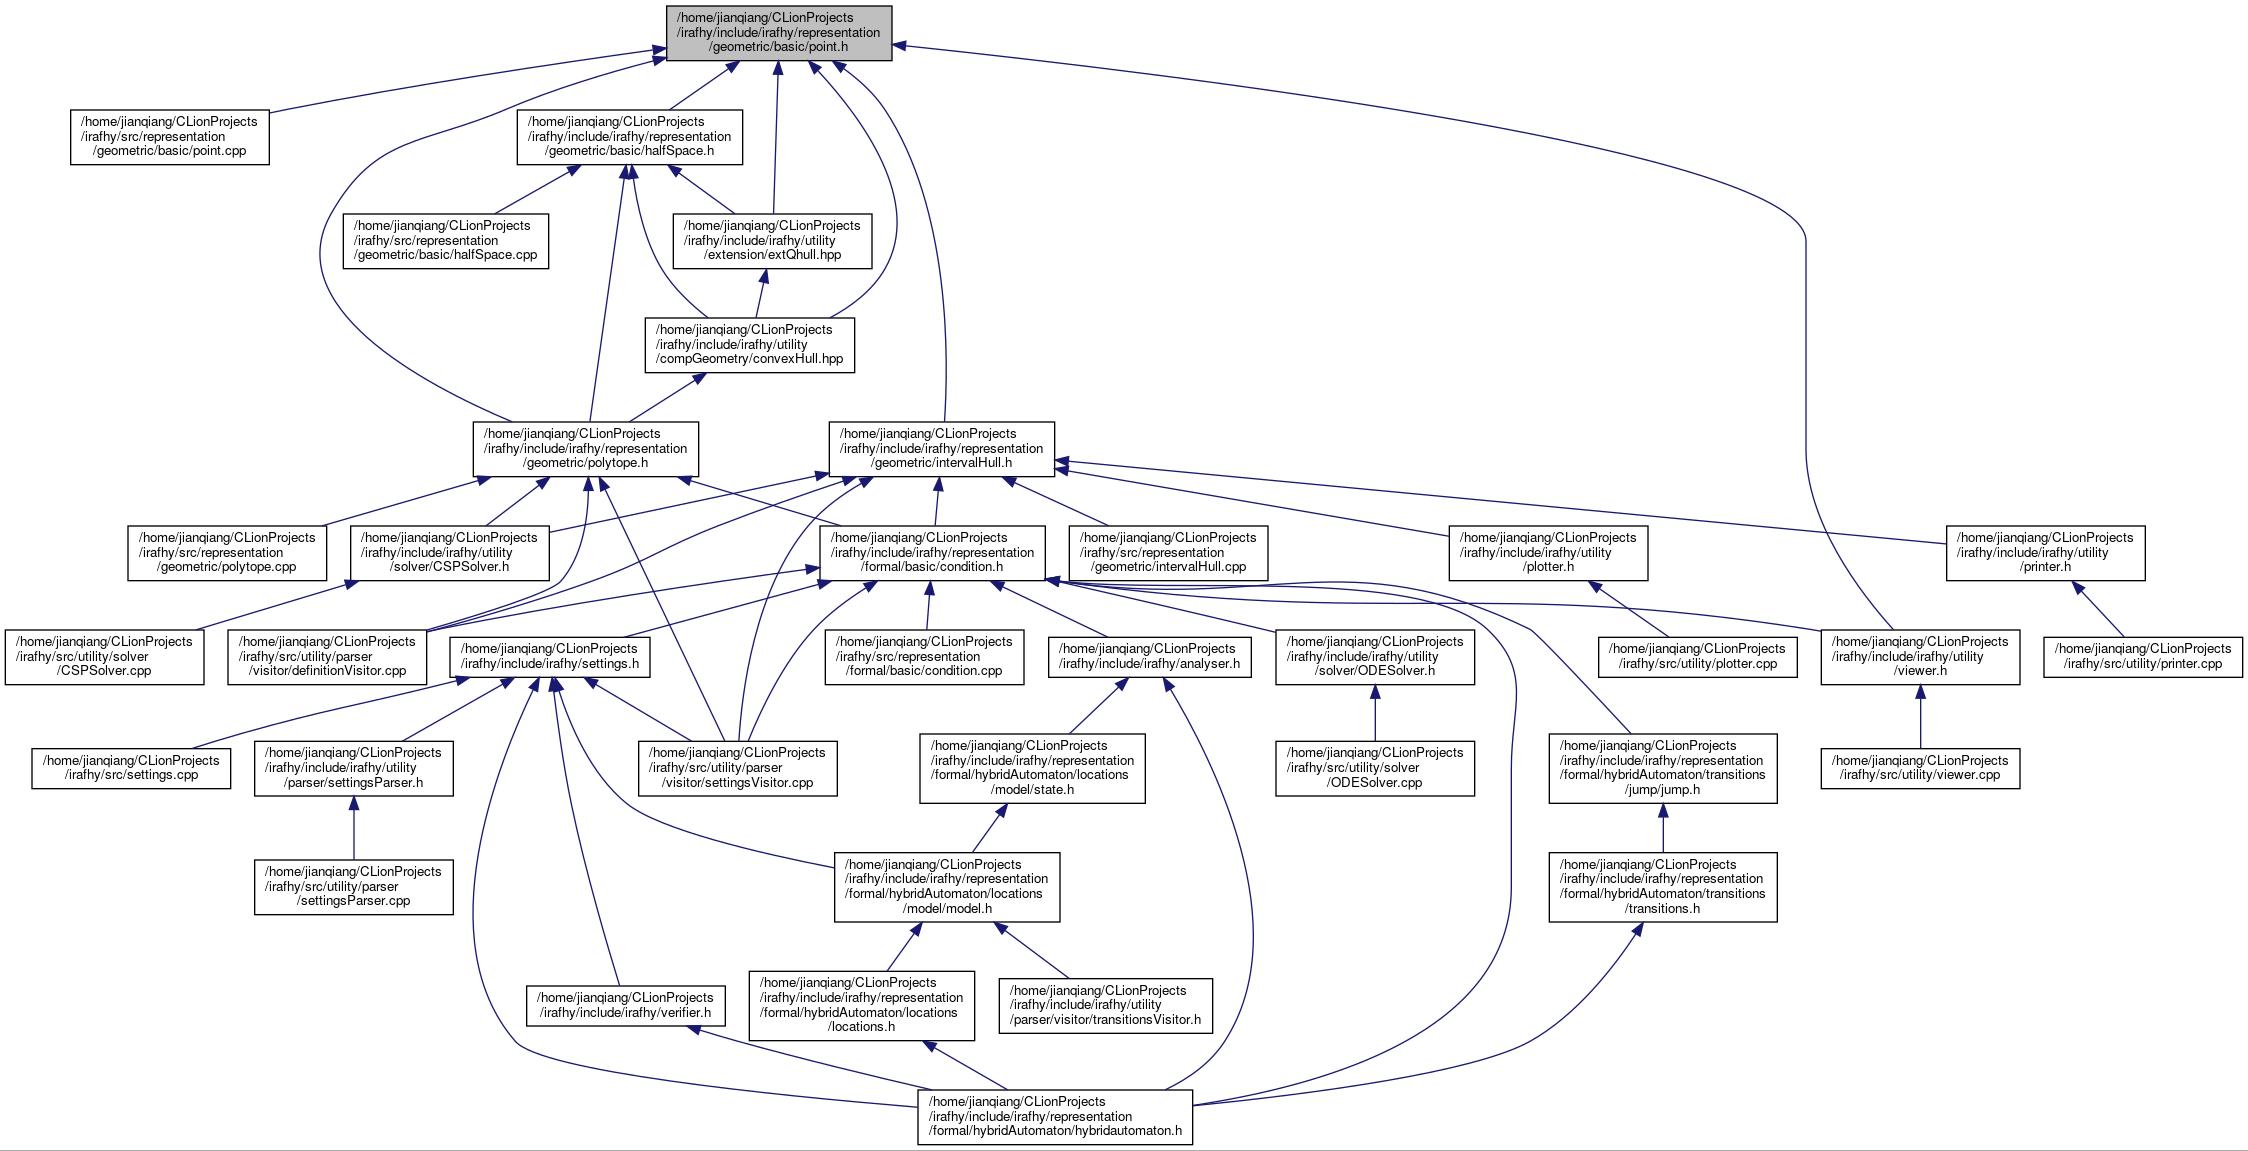 /home/jianqiang/CLionProjects
/irafhy/include/irafhy/representation
/geometric/basic/point.h
/home/jianqiang/CLionProjects
/irafhy/src/representation
/geometric/basic/point.cpp
/home/jianqiang/CLionProjects
/irafhy/include/irafhy/representation
/geometric/basic/halfSpace.h
/home/jianqiang/CLionProjects
/irafhy/src/representation
/geometric/basic/halfSpace.cpp
/home/jianqiang/CLionProjects
/irafhy/include/irafhy/utility
/extension/extQhull.hpp
/home/jianqiang/CLionProjects
/irafhy/include/irafhy/utility
/compGeometry/convexHull.hpp
/home/jianqiang/CLionProjects
/irafhy/include/irafhy/representation
/geometric/polytope.h
/home/jianqiang/CLionProjects
/irafhy/include/irafhy/representation
/geometric/intervalHull.h
/home/jianqiang/CLionProjects
/irafhy/src/representation
/geometric/polytope.cpp
/home/jianqiang/CLionProjects
/irafhy/include/irafhy/utility
/solver/CSPSolver.h
/home/jianqiang/CLionProjects
/irafhy/include/irafhy/representation
/formal/basic/condition.h
/home/jianqiang/CLionProjects
/irafhy/src/representation
/geometric/intervalHull.cpp
/home/jianqiang/CLionProjects
/irafhy/include/irafhy/utility
/plotter.h
/home/jianqiang/CLionProjects
/irafhy/include/irafhy/utility
/printer.h
/home/jianqiang/CLionProjects
/irafhy/src/utility/solver
/CSPSolver.cpp
/home/jianqiang/CLionProjects
/irafhy/src/utility/parser
/visitor/definitionVisitor.cpp
/home/jianqiang/CLionProjects
/irafhy/include/irafhy/settings.h
/home/jianqiang/CLionProjects
/irafhy/src/representation
/formal/basic/condition.cpp
/home/jianqiang/CLionProjects
/irafhy/include/irafhy/analyser.h
/home/jianqiang/CLionProjects
/irafhy/include/irafhy/utility
/solver/ODESolver.h
/home/jianqiang/CLionProjects
/irafhy/src/utility/plotter.cpp
/home/jianqiang/CLionProjects
/irafhy/include/irafhy/utility
/viewer.h
/home/jianqiang/CLionProjects
/irafhy/src/utility/printer.cpp
/home/jianqiang/CLionProjects
/irafhy/src/settings.cpp
/home/jianqiang/CLionProjects
/irafhy/include/irafhy/utility
/parser/settingsParser.h
/home/jianqiang/CLionProjects
/irafhy/src/utility/parser
/visitor/settingsVisitor.cpp
/home/jianqiang/CLionProjects
/irafhy/include/irafhy/representation
/formal/hybridAutomaton/locations
/model/state.h
/home/jianqiang/CLionProjects
/irafhy/src/utility/solver
/ODESolver.cpp
/home/jianqiang/CLionProjects
/irafhy/include/irafhy/representation
/formal/hybridAutomaton/transitions
/jump/jump.h
/home/jianqiang/CLionProjects
/irafhy/src/utility/viewer.cpp
/home/jianqiang/CLionProjects
/irafhy/src/utility/parser
/settingsParser.cpp
/home/jianqiang/CLionProjects
/irafhy/include/irafhy/representation
/formal/hybridAutomaton/locations
/model/model.h
/home/jianqiang/CLionProjects
/irafhy/include/irafhy/representation
/formal/hybridAutomaton/transitions
/transitions.h
/home/jianqiang/CLionProjects
/irafhy/include/irafhy/verifier.h
/home/jianqiang/CLionProjects
/irafhy/include/irafhy/representation
/formal/hybridAutomaton/locations
/locations.h
/home/jianqiang/CLionProjects
/irafhy/include/irafhy/utility
/parser/visitor/transitionsVisitor.h
/home/jianqiang/CLionProjects
/irafhy/include/irafhy/representation
/formal/hybridAutomaton/hybridautomaton.h